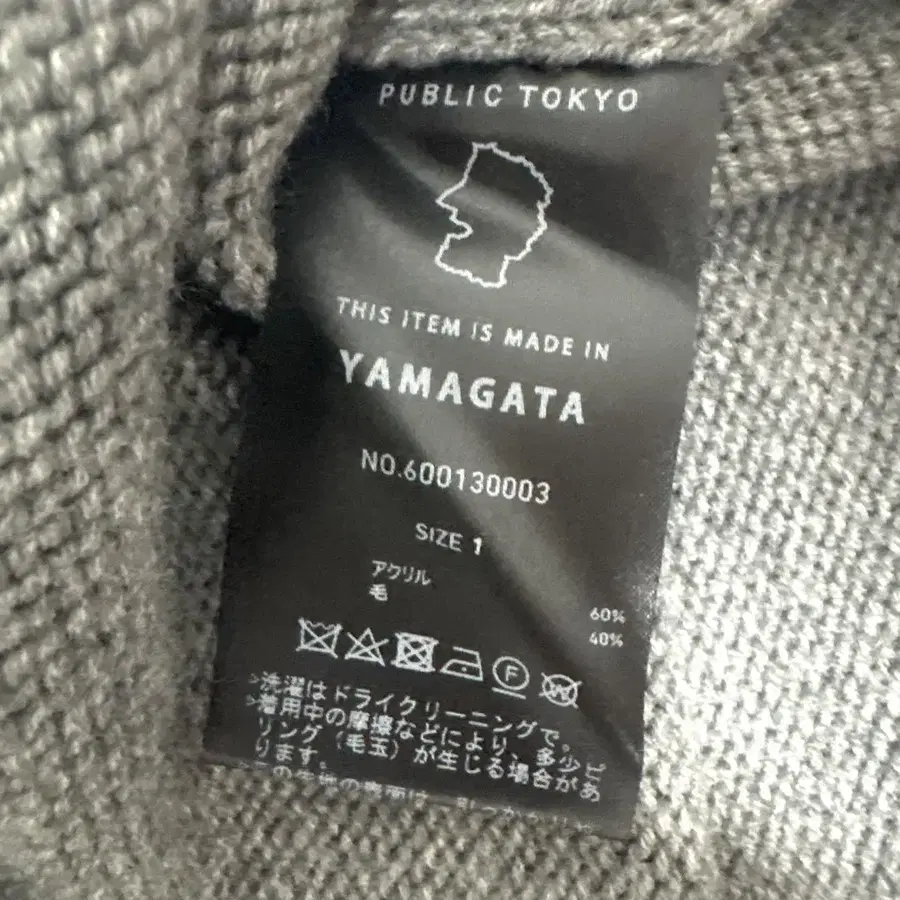 PUBLIC TOKYO
THIS ITEM IS MADE IN
YAMAGATA
NO.600130003
SIZE 1
アクリル 60%
毛 40%
F
W
>洗濯はドライクリーニングで。
>着用中の摩擦などにより、多少ピ
リング(毛玉)が生じる場合があ
ります。